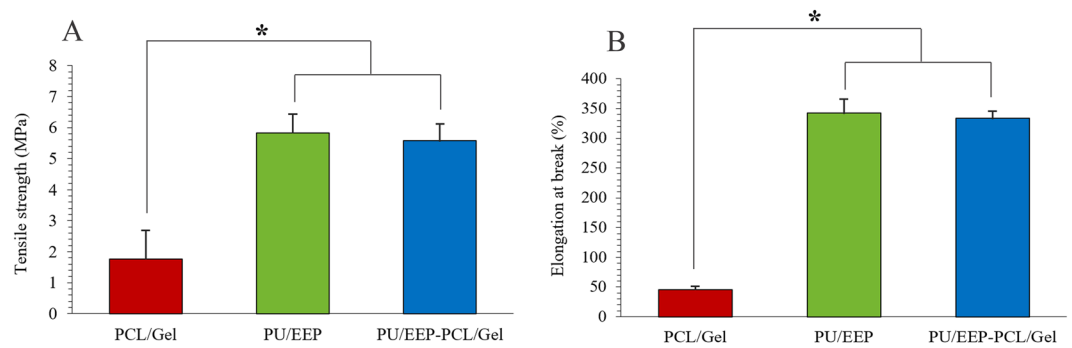 A
*
Tensile strength (MPa)
8
7
6
5
4
3
2
1
0
PCL/Gel
PU/EEP
PU/EEP-PCL/Gel
B
*
Elongation at break (%)
400
350
300
250
200
150
100
50
0
PCL/Gel
PU/EEP
PU/EEP-PCL/Gel